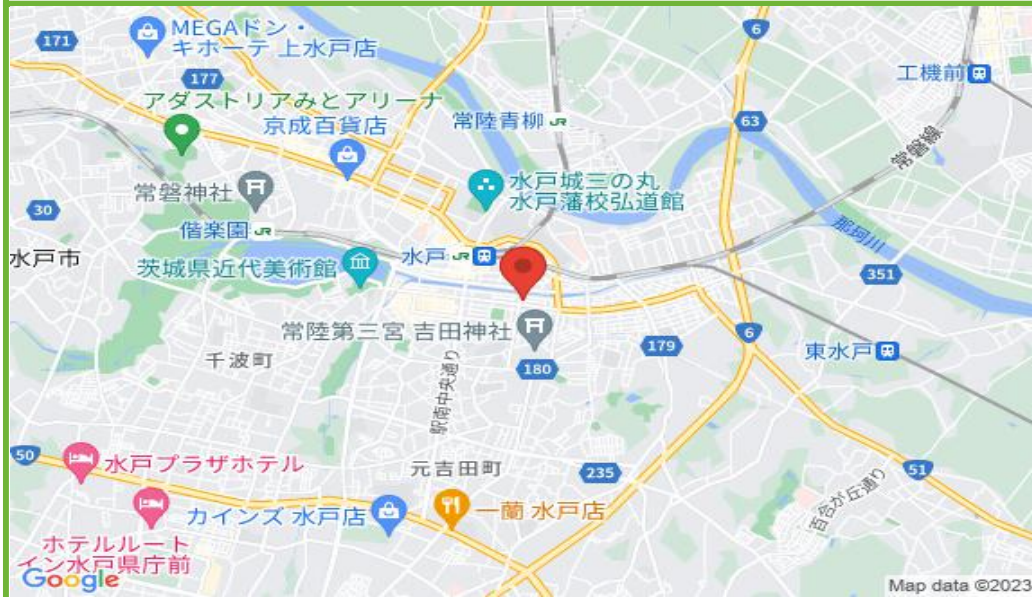 171
MEGAドン・
キホーテ 上水戸店
6
工機前
177
アダストリアみとアリーナ
京成百貨店
常陸青柳 JR
63
常磐線
常磐神社
水戸城三の丸
水戸藩校弘道館
30
偕楽園 JR
那珂川
水戸市
茨城県近代美術館
水戸 JR
351
常陸第三宮 吉田神社
6
179
東水戸
千波町
180
駅南中央通り
50
水戸プラザホテル
元吉田町
235
51
百合が丘通り
カインズ 水戸店
一蘭 水戸店
ホテルルート
イン水戸県庁前
Google
Map data ©2023